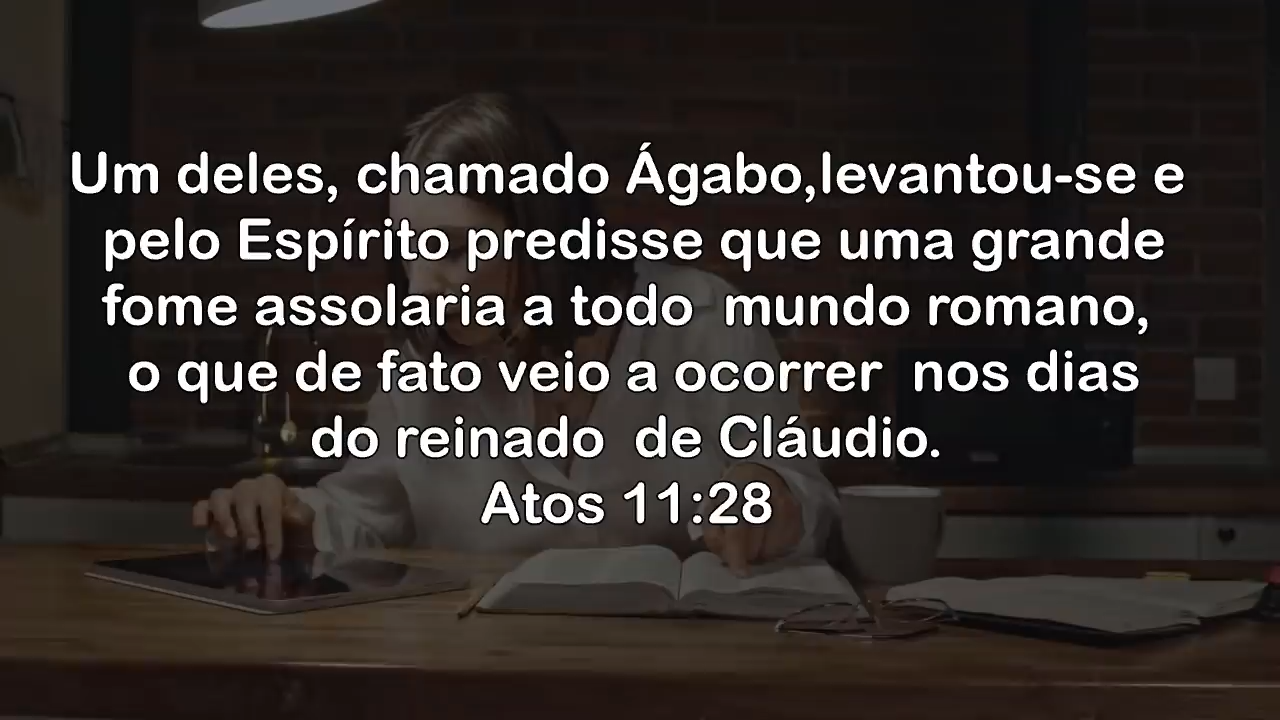 Um deles, chamado Ágabo,levantou-se e
pelo Espírito predisse que uma grande
fome assolaria a todo  mundo romano,
o que de fato veio a ocorrer  nos dias
do reinado  de Cláudio.
Atos 11:28